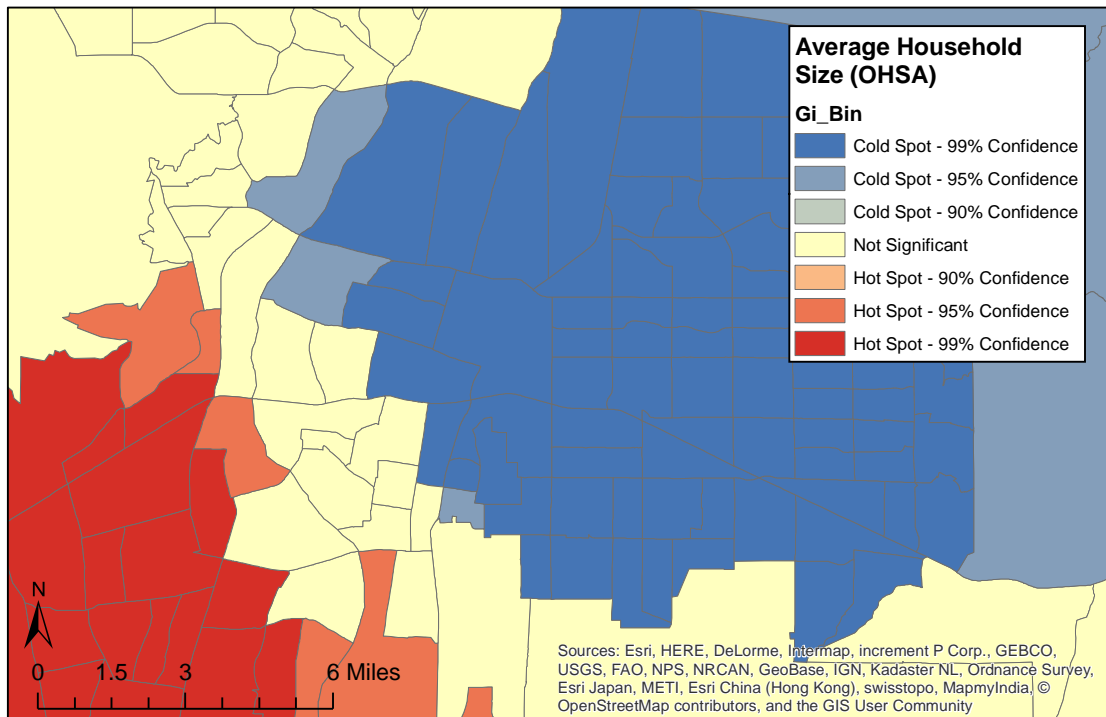 Average Household
Size (OHSA)
Gi_Bin
Cold Spot - 99% Confidence
Cold Spot - 95% Confidence
Cold Spot - 90% Confidence
Not Significant
Hot Spot - 90% Confidence
Hot Spot - 95% Confidence
Hot Spot - 99% Confidence
N
0 1.5 3 6 Miles
Sources: Esri, HERE, DeLorme, Intermap, increment P Corp., GEBCO,
USGS, FAO, NPS, NRCAN, GeoBase, IGN, Kadaster NL, Ordnance Survey,
Esri Japan, METI, Esri China (Hong Kong), swisstopo, MapmyIndia, ©
OpenStreetMap contributors, and the GIS User Community